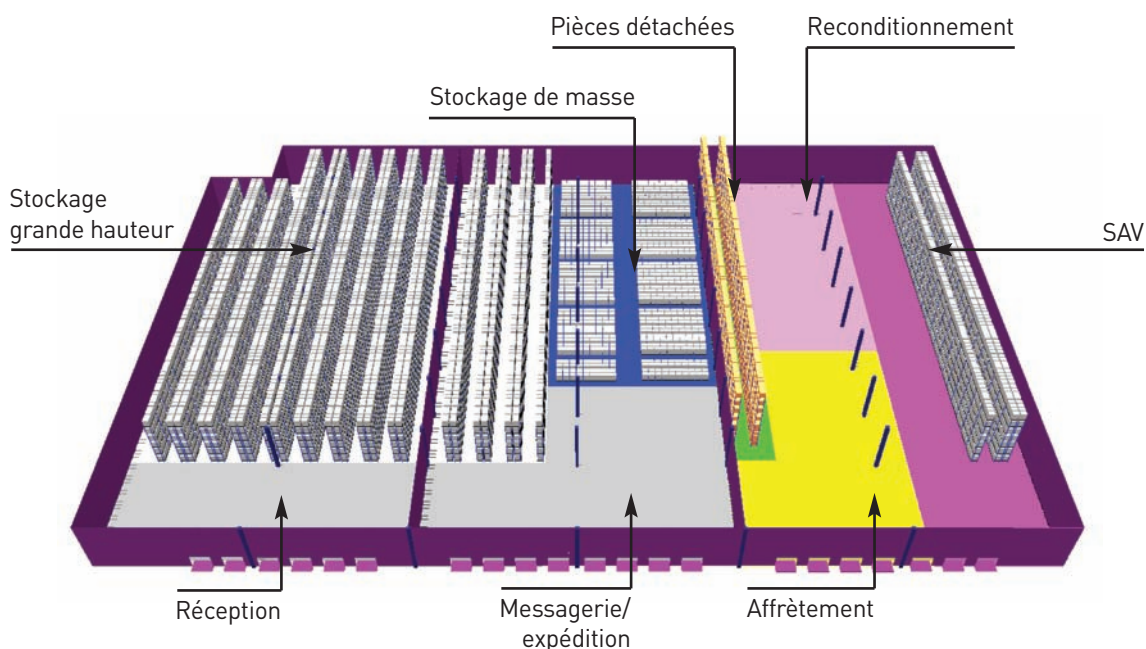 Pièces détachées
Reconditionnement
Stockage de masse
Stockage
grande hauteur
SAV
Réception
Messagerie/
expédition
Affrètement